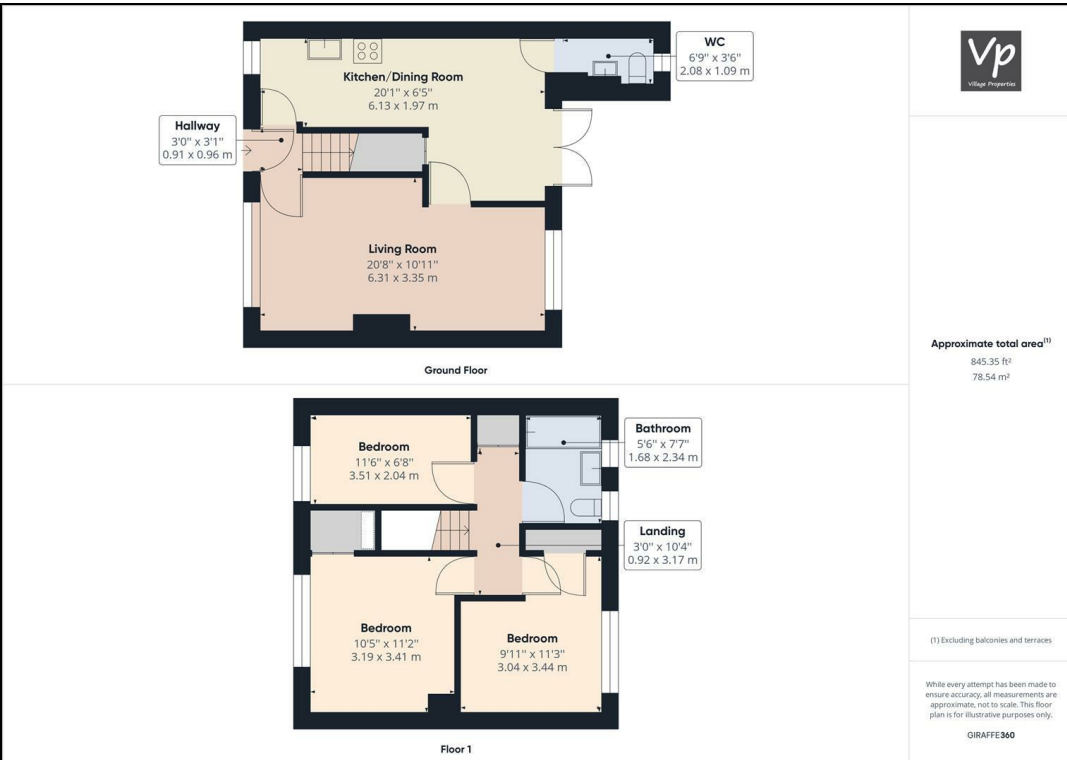 Kitchen/Dining Room
20'1" x 6'5"
6.13 x 1.97 m
WC
6'9" x 3'6"
2.08 x 1.09 m
Hallway
3'0" x 3'1"
0.91 x 0.96 m
Living Room
20'8" x 10'11"
6.31 x 3.35 m
Ground Floor
Bedroom
11'6" x 6'8"
3.51 x 2.04 m
Bathroom
5'6" x 7'7"
1.68 x 2.34 m
Landing
3'0" x 10'4"
0.92 x 3.17 m
Bedroom
10'5" x 11'2"
3.19 x 3.41 m
Bedroom
9'11" x 11'3"
3.04 x 3.44 m
Floor 1
Vp
Village Properties
Approximate total area(1)
845.35 ft²
78.54 m²
(1) Excluding balconies and terraces
While every attempt has been made to
ensure accuracy, all measurements are
approximate, not to scale. This floor
plan is for illustrative purposes only.
GIRAFFE360